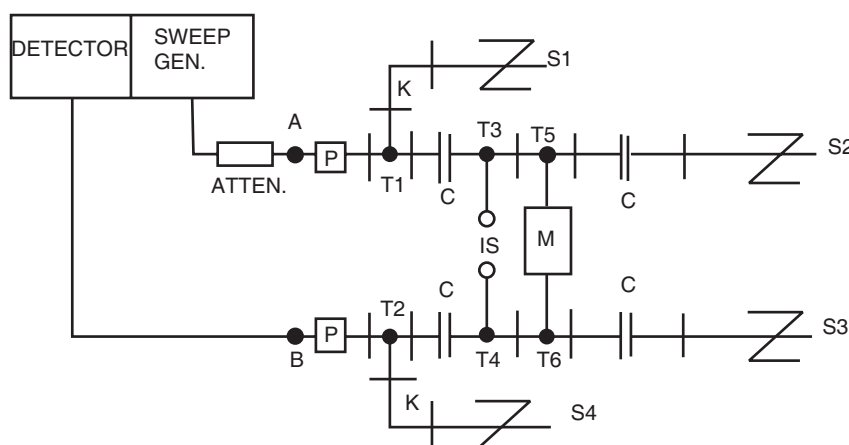 DETECTOR
SWEEP
GEN.
S1
K
A
P
T1
ATTEN.
C
T3
T5
C
S2
IS
M
T2
C
C
B
P
T4
T6
S3
K
S4